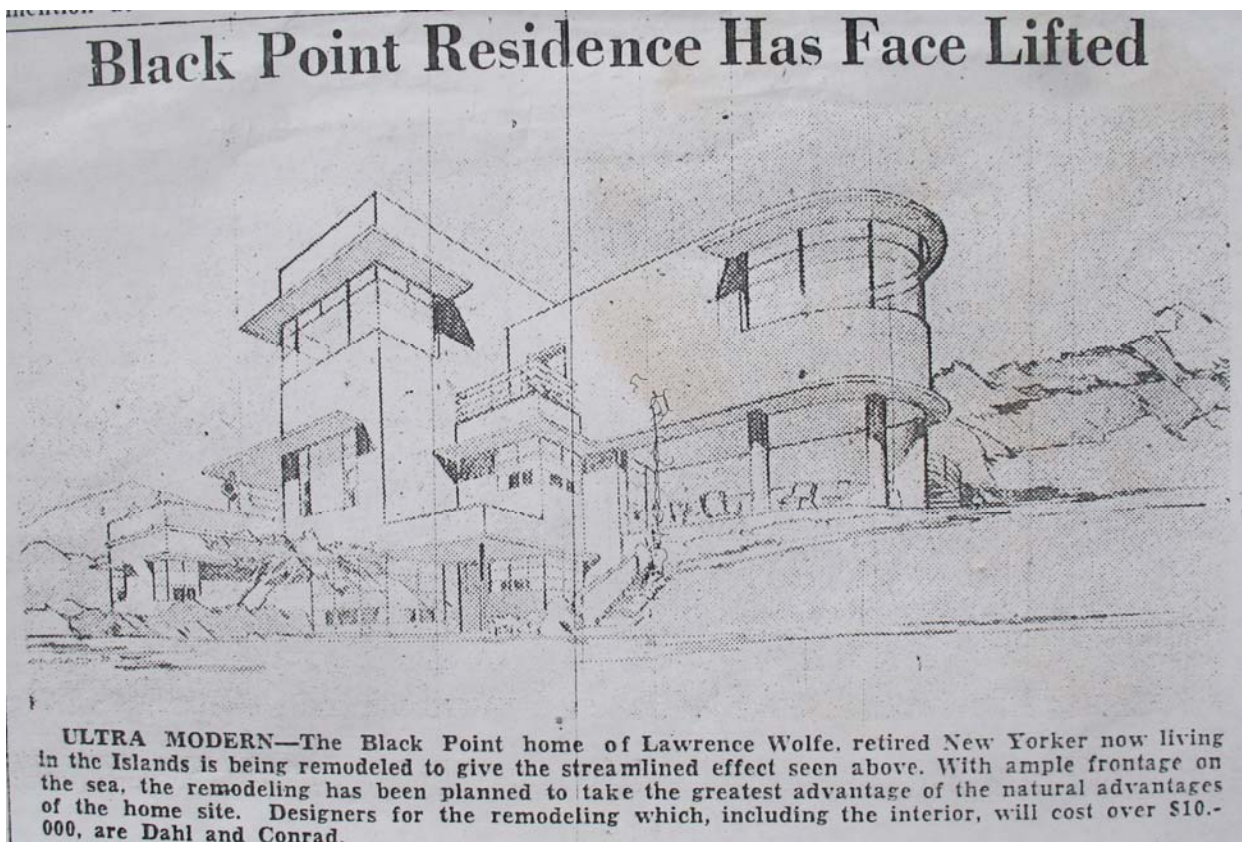 Black Point Residence Has Face Lifted
ULTRA MODERN—The Black Point home of Lawrence Wolfe, retired New Yorker now living
in the Islands is being remodeled to give the streamlined effect seen above. With ample frontage on
the sea, the remodeling has been planned to take the greatest advantage of the natural advantages
of the home site. Designers for the remodeling which, including the interior, will cost over $10,-
000, are Dahl and Conrad.